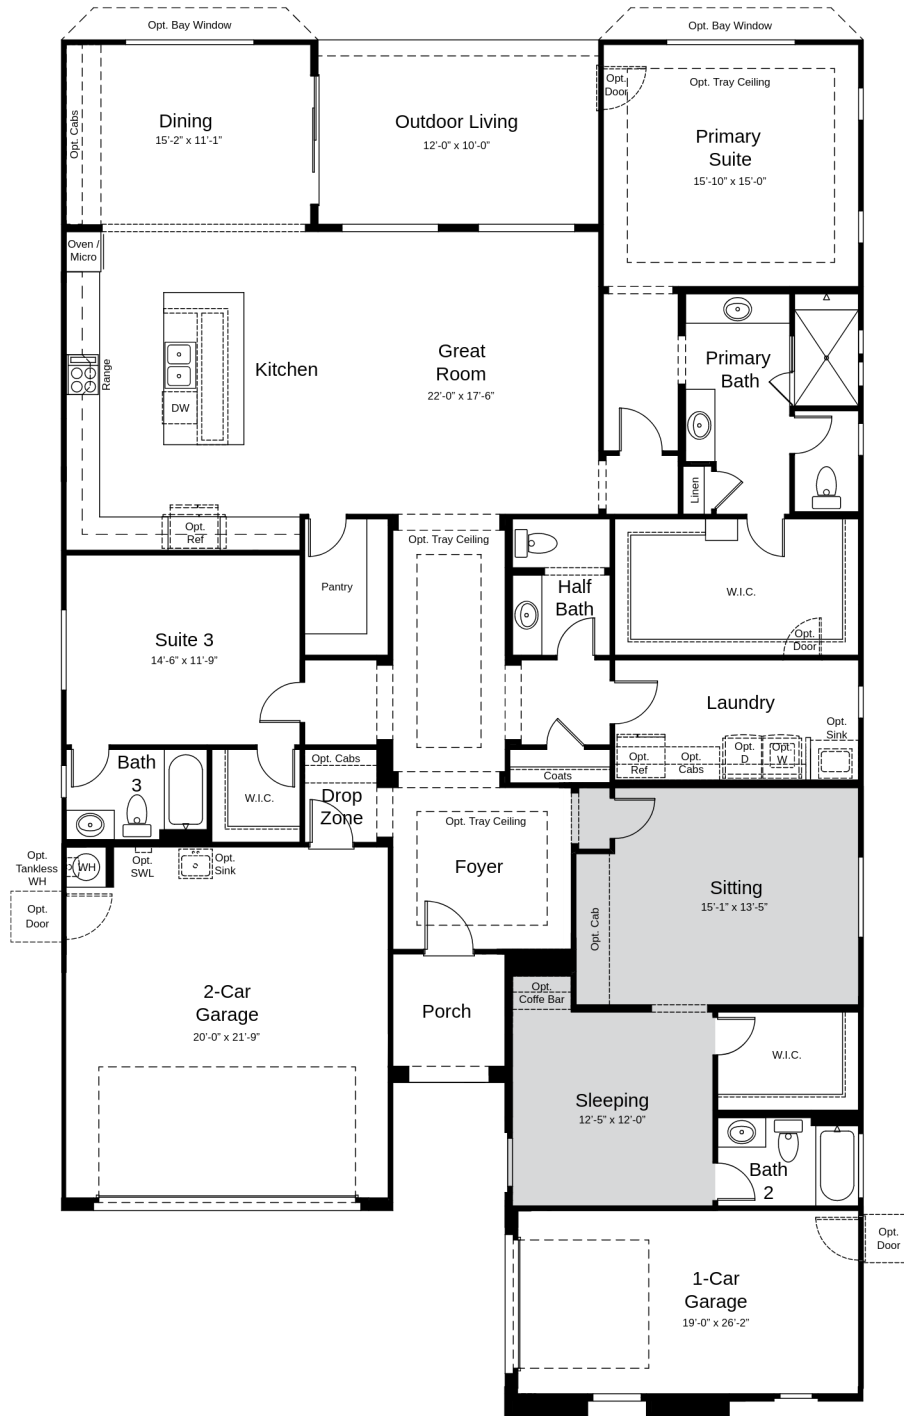 Opt. Bay Window
Opt. Bay Window
Opt. Cabs
Dining
15'-2" x 11'-1"
Outdoor Living
12'-0" x 10'-0"
Opt.
Door
Opt. Tray Ceiling
Primary
Suite
15'-10" x 15'-0"
Oven /
Micro
Range
DW
Kitchen
Great
Room
22'-0" x 17'-6"
Primary
Bath
Linen
Opt.
Ref
Opt. Tray Ceiling
Pantry
Half
Bath
W.I.C.
Opt.
Door
Suite 3
14'-6" x 11'-9"
Laundry
Opt.
Sink
Opt.
Ref
Opt.
Cabs
Opt.
D
Opt.
W
Coats
Bath
3
W.I.C.
Opt. Cabs
Drop
Zone
Opt. Tray Ceiling
Foyer
Opt.
Tankless
WH
WH
Opt.
SWL
Opt.
Sink
Opt.
Door
Sitting
15'-1" x 13'-5"
Opt. Cab
2-Car
Garage
20'-0" x 21'-9"
Porch
Opt.
Coffe Bar
W.I.C.
Sleeping
12'-5" x 12'-0"
Bath
2
Opt.
Door
1-Car
Garage
19'-0" x 26'-2"